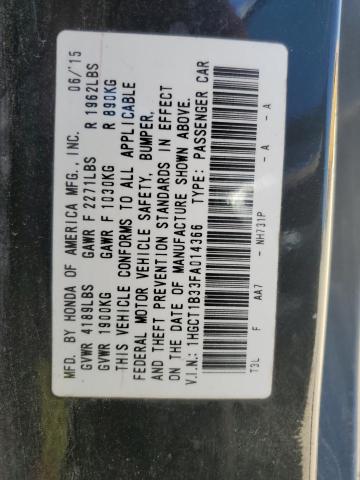 MFD. BY HONDA OF AMERICA MFG., INC. 06/'15
GVWR 4189LBS GAWR F 2271LBS R 1962LBS
GVWR 1900KG GAWR F 1030KG R 890KG
THIS VEHICLE CONFORMS TO ALL APPLICABLE
FEDERAL MOTOR VEHICLE SAFETY, BUMPER,
AND THEFT PREVENTION STANDARDS IN EFFECT
ON THE DATE OF MANUFACTURE SHOWN ABOVE.
V.I.N.: 1HGCT1B33FA014366 TYPE: PASSENGER CAR
T3L F AA7 - NH731P - A - A